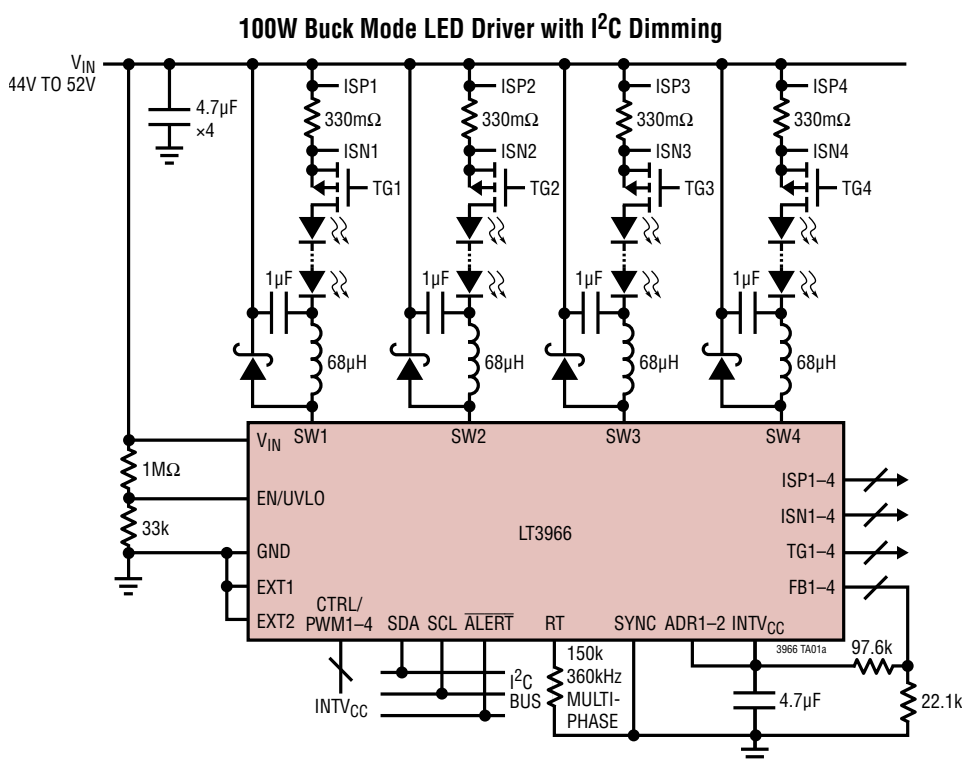 100W Buck Mode LED Driver with I2C Dimming
VIN
44V TO 52V
4.7µF
×4
ISP1
330mΩ
ISN1
TG1
1µF
68µH
ISP2
330mΩ
ISN2
TG2
1µF
68µH
ISP3
330mΩ
ISN3
TG3
1µF
68µH
ISP4
330mΩ
ISN4
TG4
1µF
68µH
VIN
SW1
SW2
SW3
SW4
1MΩ
EN/UVLO
33k
GND
EXT1
EXT2
LT3966
ISP1–4
ISN1–4
TG1–4
FB1–4
CTRL/
PWM1–4
SDA
SCL
ALERT
RT
SYNC
ADR1–2
INTVCC
3966 TA01a
INTVCC
I2C
BUS
150k
360kHz
MULTI-
PHASE
97.6k
4.7µF
22.1k